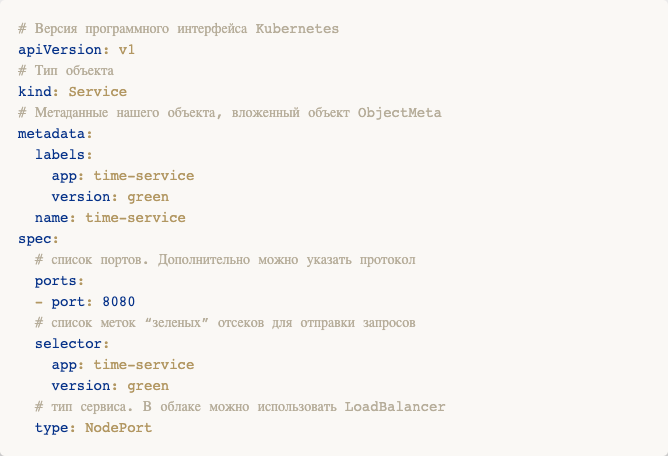 # Версия программного интерфейса Kubernetes
apiVersion: v1
# Тип объекта
kind: Service
# Метаданные нашего объекта, вложенный объект ObjectMeta
metadata:
  labels:
    app: time-service
    version: green
  name: time-service
spec:
  # список портов. Дополнительно можно указать протокол
  ports:
  - port: 8080
  # список меток “зеленых” отсеков для отправки запросов
  selector:
    app: time-service
    version: green
  # тип сервиса. В облаке можно использовать LoadBalancer
  type: NodePort